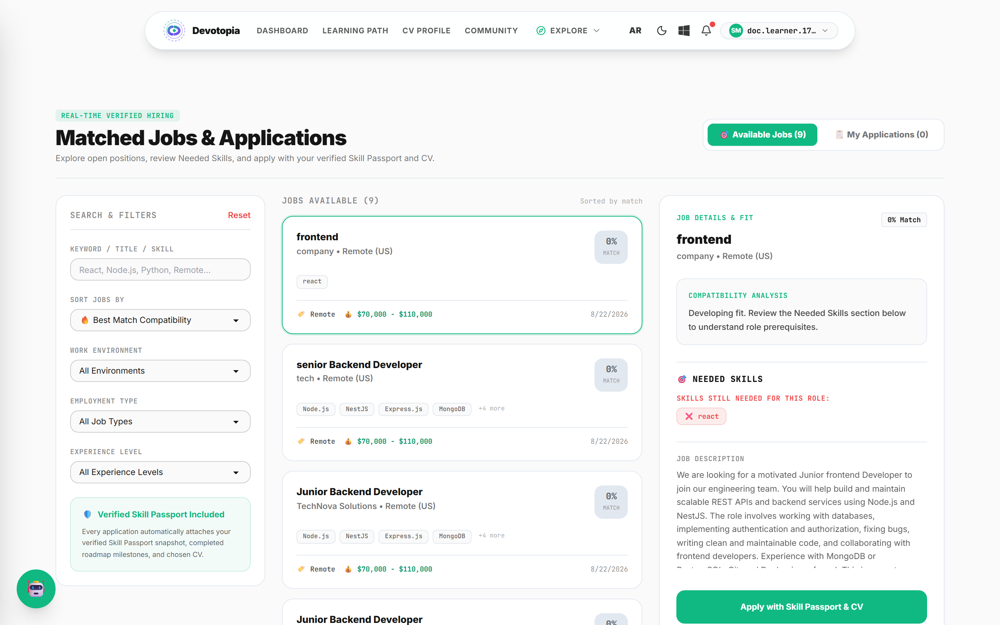 Devotopia
DASHBOARD
LEARNING PATH
CV PROFILE
COMMUNITY
EXPLORE
AR
SM
doc.learner.17…
REAL-TIME VERIFIED HIRING
Matched Jobs & Applications
Explore open positions, review Needed Skills, and apply with your verified Skill Passport and CV.
Available Jobs (9)
My Applications (0)
SEARCH & FILTERS
Reset
KEYWORD / TITLE / SKILL
React, Node.js, Python, Remote...
SORT JOBS BY
Best Match Compatibility
WORK ENVIRONMENT
All Environments
EMPLOYMENT TYPE
All Job Types
EXPERIENCE LEVEL
All Experience Levels
Verified Skill Passport Included
Every application automatically attaches your
verified Skill Passport snapshot, completed
roadmap milestones, and chosen CV.
JOBS AVAILABLE (9)
Sorted by match
frontend
company • Remote (US)
0%
MATCH
react
Remote
$70,000 - $110,000
8/22/2026
senior Backend Developer
tech • Remote (US)
0%
MATCH
Node.js
NestJS
Express.js
MongoDB
+4 more
Remote
$70,000 - $110,000
8/22/2026
Junior Backend Developer
TechNova Solutions • Remote (US)
0%
MATCH
Node.js
NestJS
Express.js
MongoDB
+4 more
Remote
$70,000 - $110,000
8/22/2026
Junior Backend Developer
0%
JOB DETAILS & FIT
0% Match
frontend
company • Remote (US)
COMPATIBILITY ANALYSIS
Developing fit. Review the Needed Skills section below
to understand role prerequisites.
NEEDED SKILLS
SKILLS STILL NEEDED FOR THIS ROLE:
react
JOB DESCRIPTION
We are looking for a motivated Junior frontend Developer to
join our engineering team. You will help build and maintain
scalable REST APIs and backend services using Node.js and
NestJS. The role involves working with databases,
implementing authentication and authorization, fixing bugs,
writing clean and maintainable code, and collaborating with
frontend developers. Experience with MongoDB or
Apply with Skill Passport & CV